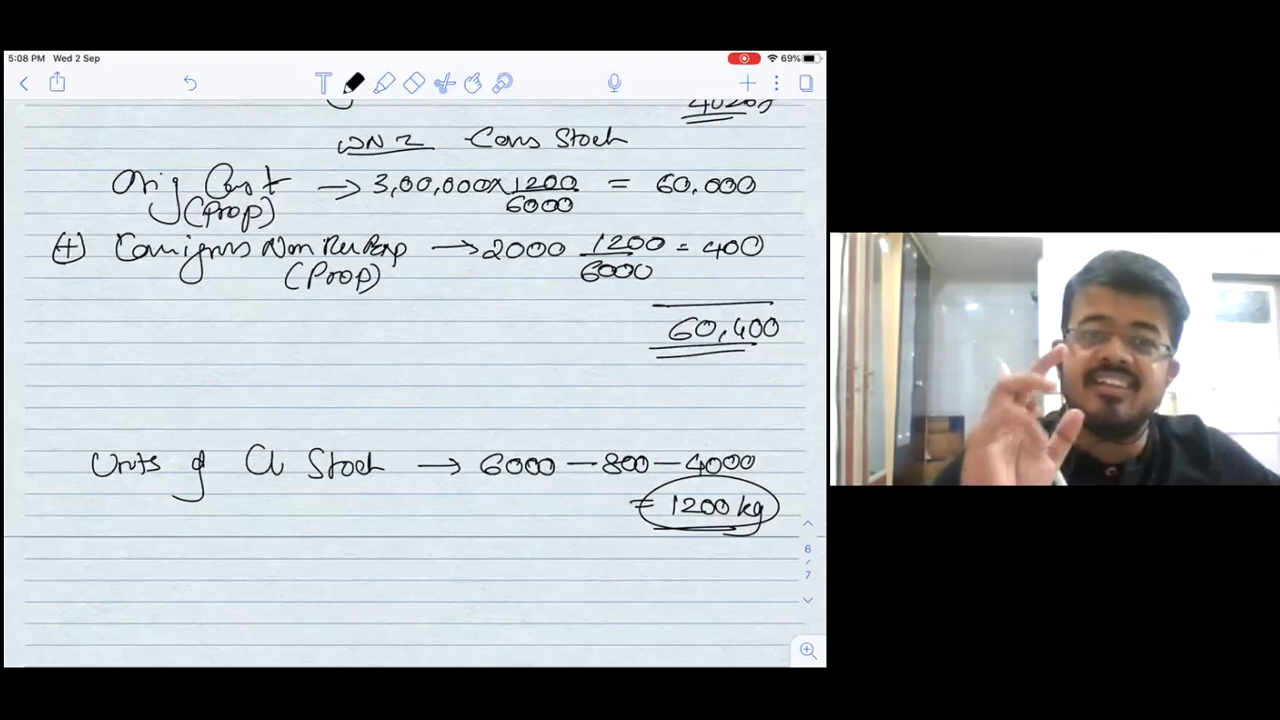 5:08 PM Wed 2 Sep
69%
WN 2 Cons Stock
Orig Cost → 3,00,000 x 1200/6000 = 60,000
(Prop)
(+) Non Rec Exp → 2000 1200/6000 = 400
(Prop)
60,400
Units of Cl Stock → 6000 – 800 – 4000
= 1200 kg
6
/
7